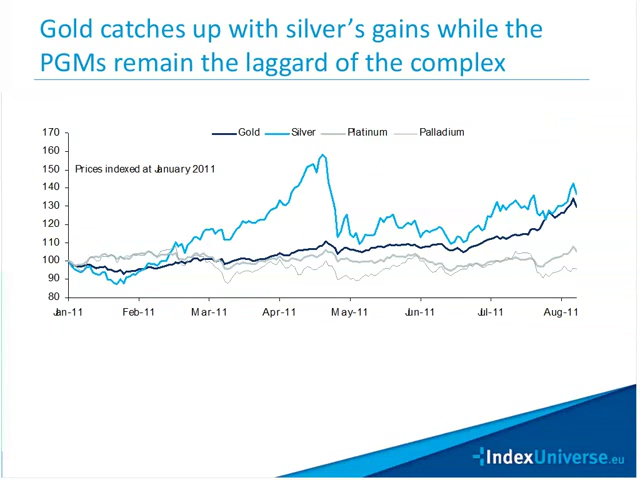 Gold catches up with silver’s gains while the
PGMs remain the laggard of the complex
170
160
150
140
130
120
110
100
90
80
Gold Silver Platinum Palladium
Prices indexed at January 2011
Jan-11 Feb-11 Mar-11 Apr-11 May-11 Jun-11 Jul-11 Aug-11
IndexUniverse.eu